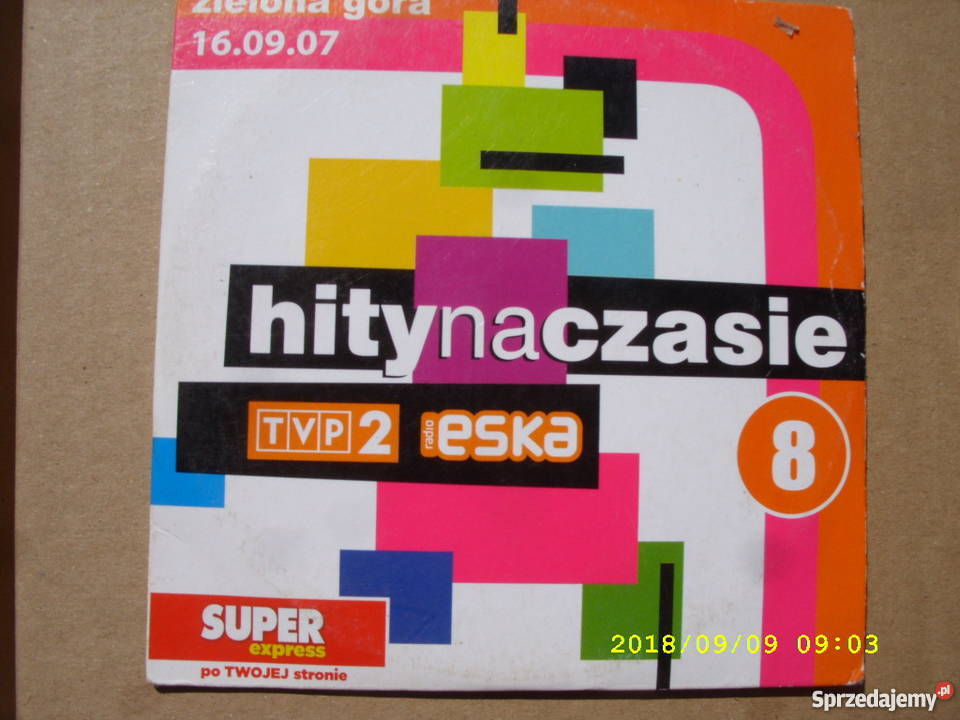 zielona góra
16.09.07
hitynaczasie
TVP2 radio eska
8
SUPER
express
po TWOJEJ stronie
2018/09/09 09:03
Sprzedajemy.pl